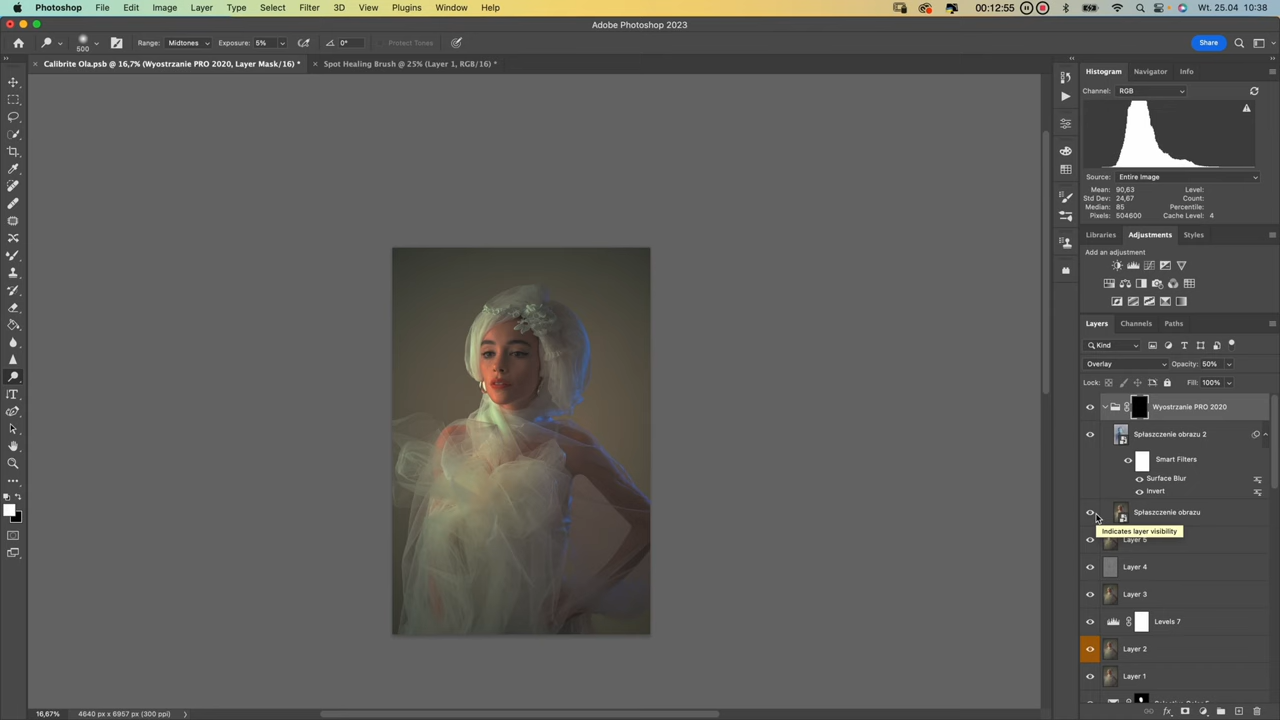 Photoshop File Edit Image Layer Type Select Filter 3D View Plugins Window Help 00:12:55 Wt. 25.04 10:38
Adobe Photoshop 2023
500 Range: Midtones Exposure: 5% 0° Protect Tones Share
Calibrite Ola.psb @ 16,7% (Wyostrzanie PRO 2020, Layer Mask/16) * Spot Healing Brush @ 25% (Layer 1, RGB/16) *
Histogram Navigator Info
Channel: RGB
Source: Entire Image
Mean: 90,63 Level:
Std Dev: 24,67 Count:
Median: 85 Percentile:
Pixels: 504600 Cache Level: 4
Libraries Adjustments Styles
Add an adjustment
Layers Channels Paths
Kind
Overlay Opacity: 50%
Lock: Fill: 100%
Wyostrzanie PRO 2020
Spłaszczenie obrazu 2
Smart Filters
Surface Blur
Invert
Spłaszczenie obrazu
Indicates layer visibility
Layer 5
Layer 4
Layer 3
Levels 7
Layer 2
Layer 1
16,67% 4640 px x 6957 px (300 ppi)